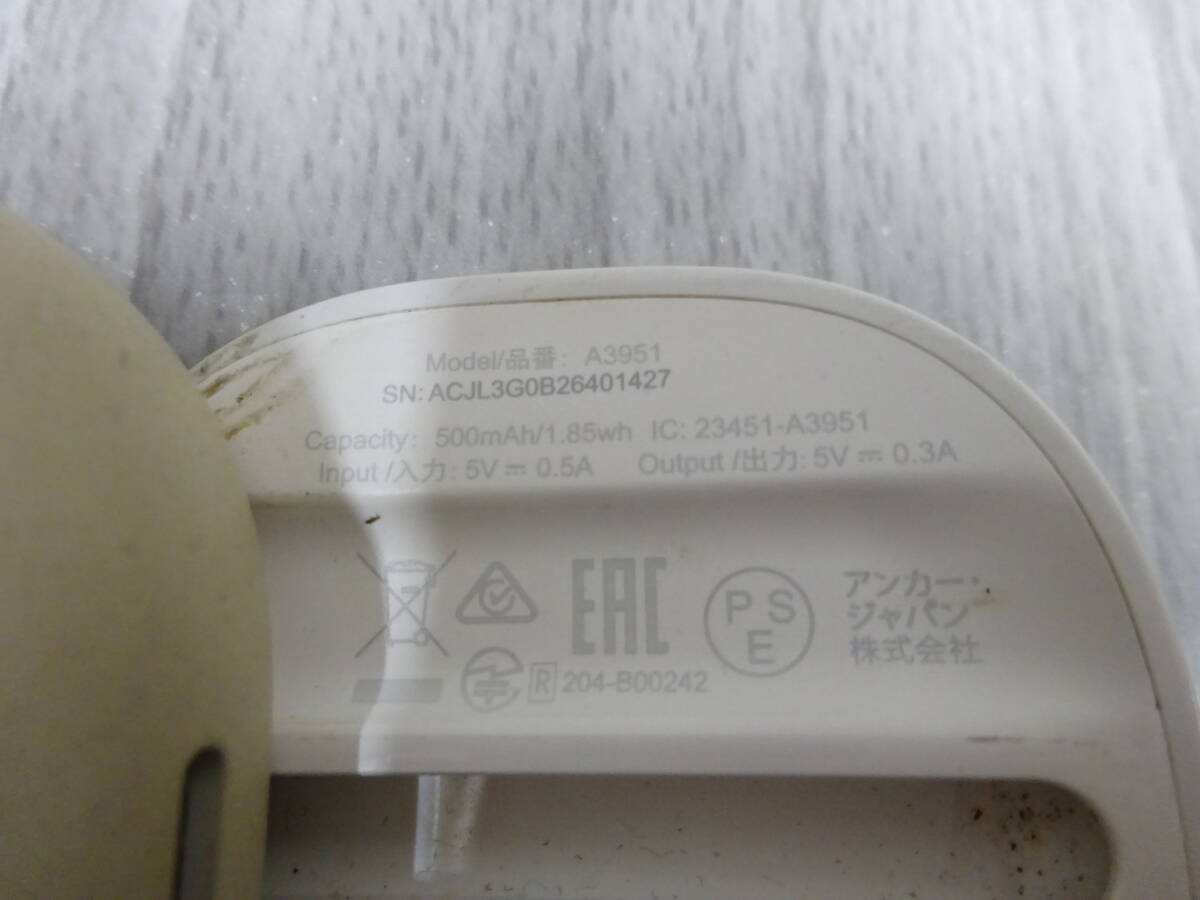 Model/品番: A3951
SN: ACJL3G0B26401427
Capacity: 500mAh/1.85wh IC: 23451-A3951
Input /入力: 5V ⎓ 0.5A Output /出力: 5V ⎓ 0.3A
EAC
PSE
アンカー・
ジャパン
株式会社
R 204-B00242